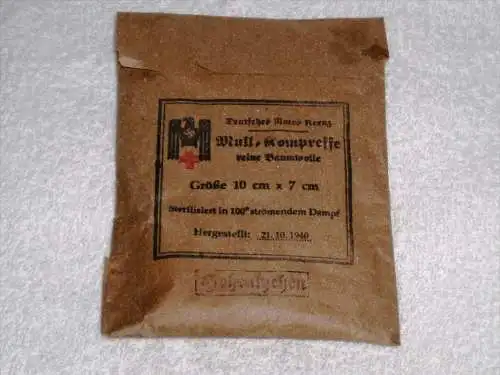 Deutsches Rotes Kreuz
Mull-Kompresse
reine Baumwolle
Größe 10 cm x 7 cm
Sterilisiert in 100° strömendem Dampf
Hergestellt: 21.10.1940